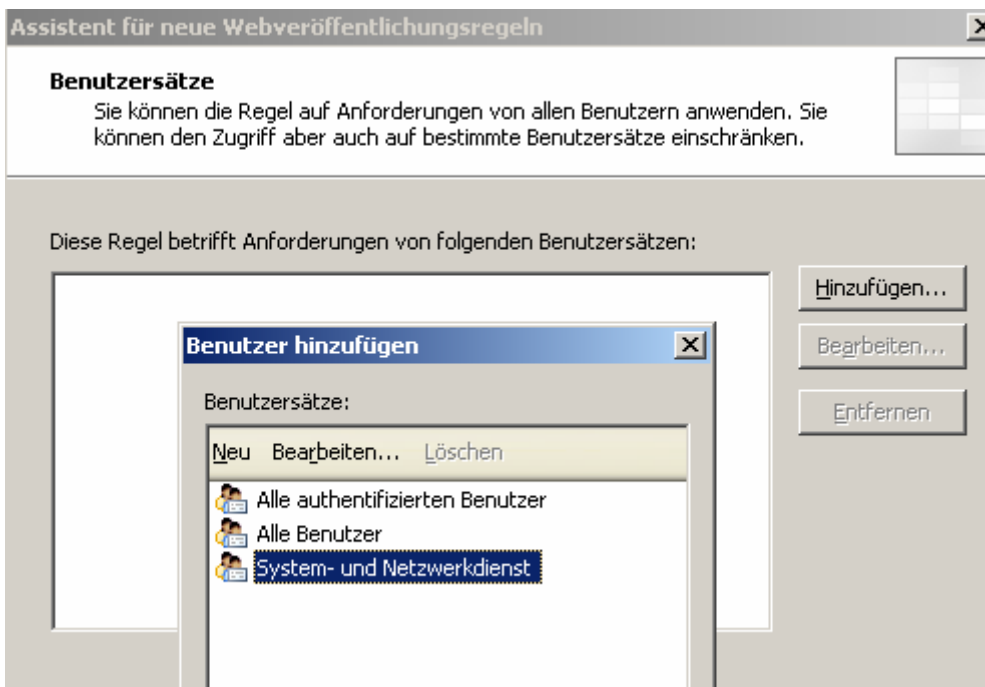 Assistent für neue Webveröffentlichungsregeln
Benutzersätze
Sie können die Regel auf Anforderungen von allen Benutzern anwenden. Sie
können den Zugriff aber auch auf bestimmte Benutzersätze einschränken.
Diese Regel betrifft Anforderungen von folgenden Benutzersätzen:
Hinzufügen...
Bearbeiten...
Entfernen
Benutzer hinzufügen
Benutzersätze:
Neu Bearbeiten... Löschen
Alle authentifizierten Benutzer
Alle Benutzer
System- und Netzwerkdienst